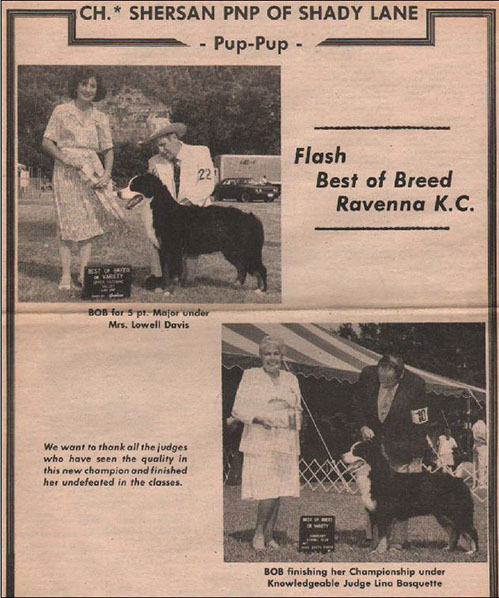 CH.* SHERSAN PNP OF SHADY LANE
- Pup-Pup -
22
BEST OF BREED
OR VARIETY
Flash
Best of Breed
Ravenna K.C.
BOB for 5 pt. Major under
Mrs. Lowell Davis
We want to thank all the judges
who have seen the quality in
this new champion and finished
her undefeated in the classes.
10
BEST OF BREED
OR VARIETY
BOB finishing her Championship under
Knowledgeable Judge Lina Basquette